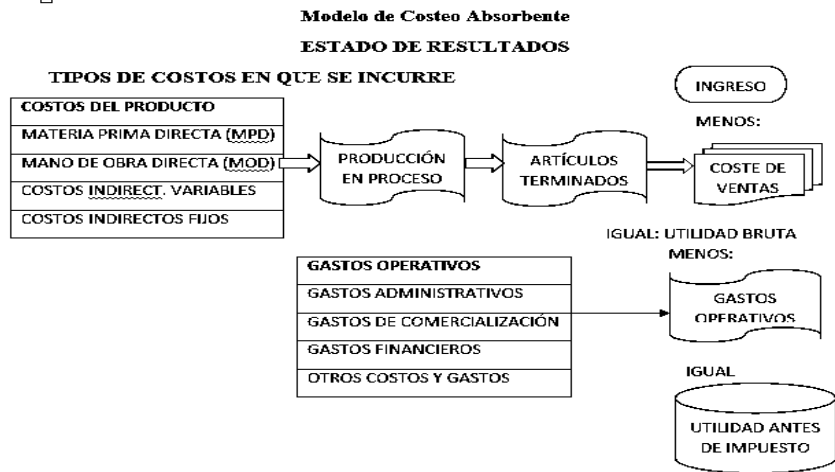 Modelo de Costeo Absorbente
ESTADO DE RESULTADOS
TIPOS DE COSTOS EN QUE SE INCURRE
COSTOS DEL PRODUCTO
MATERIA PRIMA DIRECTA (MPD)
MANO DE OBRA DIRECTA (MOD)
COSTOS INDIRECT. VARIABLES
COSTOS INDIRECTOS FIJOS
PRODUCCIÓN
EN PROCESO
ARTÍCULOS
TERMINADOS
INGRESO
MENOS:
COSTE DE
VENTAS
IGUAL: UTILIDAD BRUTA
MENOS:
GASTOS OPERATIVOS
GASTOS ADMINISTRATIVOS
GASTOS DE COMERCIALIZACIÓN
GASTOS FINANCIEROS
OTROS COSTOS Y GASTOS
GASTOS
OPERATIVOS
IGUAL
UTILIDAD ANTES
DE IMPUESTO